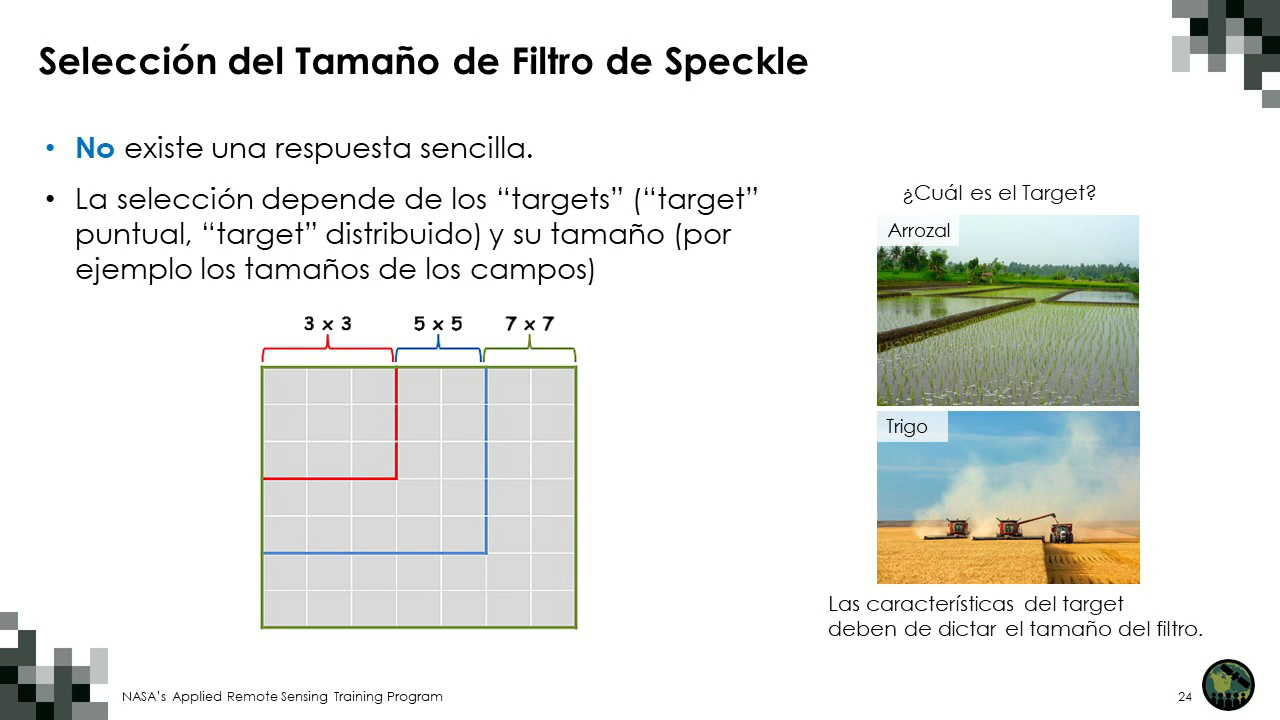 Selección del Tamaño de Filtro de Speckle
• No existe una respuesta sencilla.
• La selección depende de los “targets” (“target”
puntual, “target” distribuido) y su tamaño (por
ejemplo los tamaños de los campos)
3 x 3 5 x 5 7 x 7
¿Cuál es el Target?
Arrozal
Trigo
Las características del target
deben de dictar el tamaño del filtro.
NASA’s Applied Remote Sensing Training Program
24